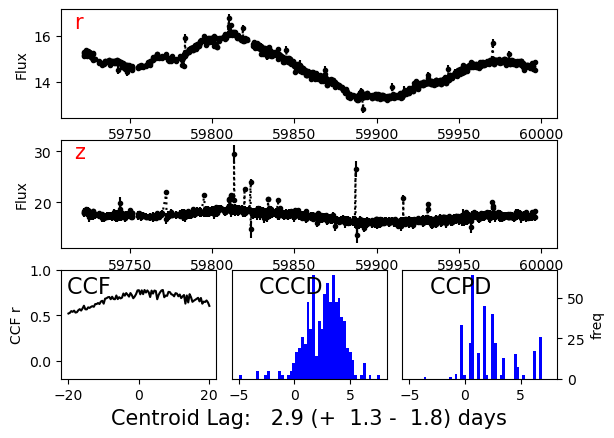 r
16
14
Flux
59750 59800 59850 59900 59950 60000
z
30
20
Flux
59750 59800 59850 59900 59950 60000
CCF CCCD CCPD
1.0
0.5
0.0
CCF r
50
25
0
freq
−20 0 20 −5 0 5 −5 0 5
Centroid Lag: 2.9 (+ 1.3 - 1.8) days